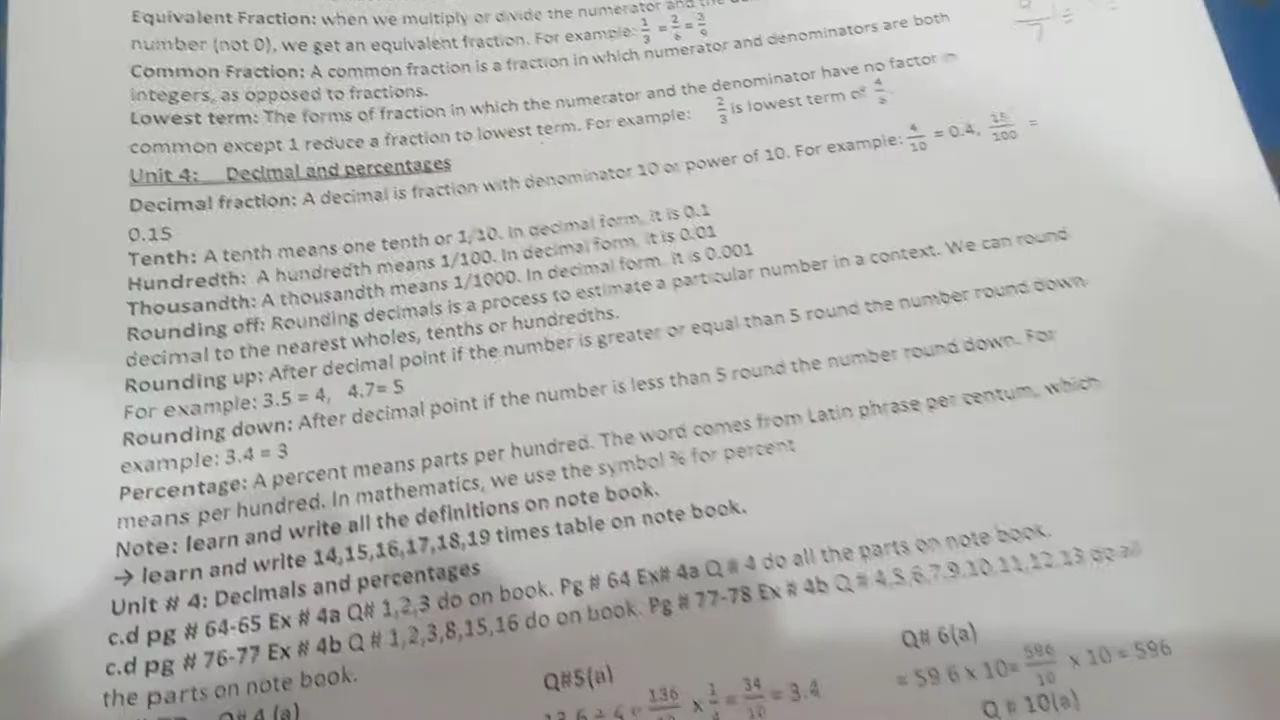 Equivalent Fraction: when we multiply or divide the numerator and the
number (not 0), we get an equivalent fraction. For example: 1/3 = 2/6 = 3/9
Common Fraction: A common fraction is a fraction in which numerator and denominators are both
integers, as opposed to fractions.
Lowest term: The forms of fraction in which the numerator and the denominator have no factor in
common except 1 reduce a fraction to lowest term. For example: 2/3 is lowest term of 4/
Unit 4: Decimal and percentages
Decimal fraction: A decimal is fraction with denominator 10 or power of 10. For example: 4/10 = 0.4, 15/100 =
0.15
Tenth: A tenth means one tenth or 1/10. In decimal form, it is 0.1
Hundredth: A hundredth means 1/100. In decimal form, it is 0.01
Thousandth: A thousandth means 1/1000. In decimal form, it is 0.001
Rounding off: Rounding decimals is a process to estimate a particular number in a context. We can round
decimal to the nearest wholes, tenths or hundredths.
Rounding up: After decimal point if the number is greater or equal than 5 round the number round down.
For example: 3.5 = 4, 4.7= 5
Rounding down: After decimal point if the number is less than 5 round the number round down. For
example: 3.4 = 3
Percentage: A percent means parts per hundred. The word comes from Latin phrase per centum, which
means per hundred. In mathematics, we use the symbol % for percent
Note: learn and write all the definitions on note book.
→ learn and write 14,15,16,17,18,19 times table on note book.
Unit # 4: Decimals and percentages
c.d pg # 64-65 Ex # 4a Q# 1,2,3 do on book. Pg # 64 Ex# 4a Q # 4 do all the parts on note book.
c.d pg # 76-77 Ex # 4b Q # 1,2,3,8,15,16 do on book. Pg # 77-78 Ex # 4b Q # 4,5,6,7,9,10,11,12,13 do all
the parts on note book.
Q# 4 (a)
Q#5(a)
13.6 ÷ 4 = 136/10 x 1/4 = 34/10 = 3.4
Q# 6(a)
= 59.6 x 10= 596/10 x 10 = 596
Q # 10(a)